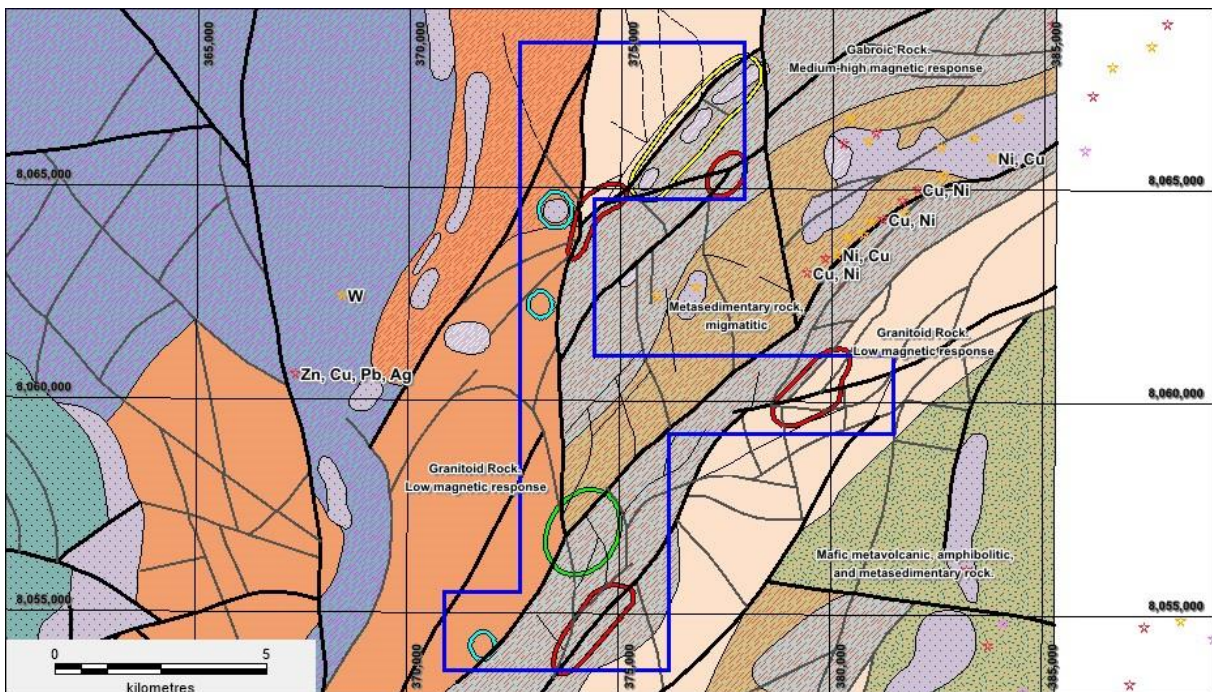 365,000
370,000
375,000
385,000
Gabroic Rock.
Medium-high magnetic response
8,065,000
8,065,000
Ni, Cu
Cu, Ni
Cu, Ni
Ni, Cu
Cu, Ni
W
Metasedimentary rock,
migmatitic
Granitoid Rock.
Low magnetic response
Zn, Cu, Pb, Ag
8,060,000
8,060,000
Granitoid Rock.
Low magnetic response
Mafic metavolcanic, amphibolitic,
and metasedimentary rock.
8,055,000
8,055,000
370,000
375,000
380,000
385,000
0
5
kilometres